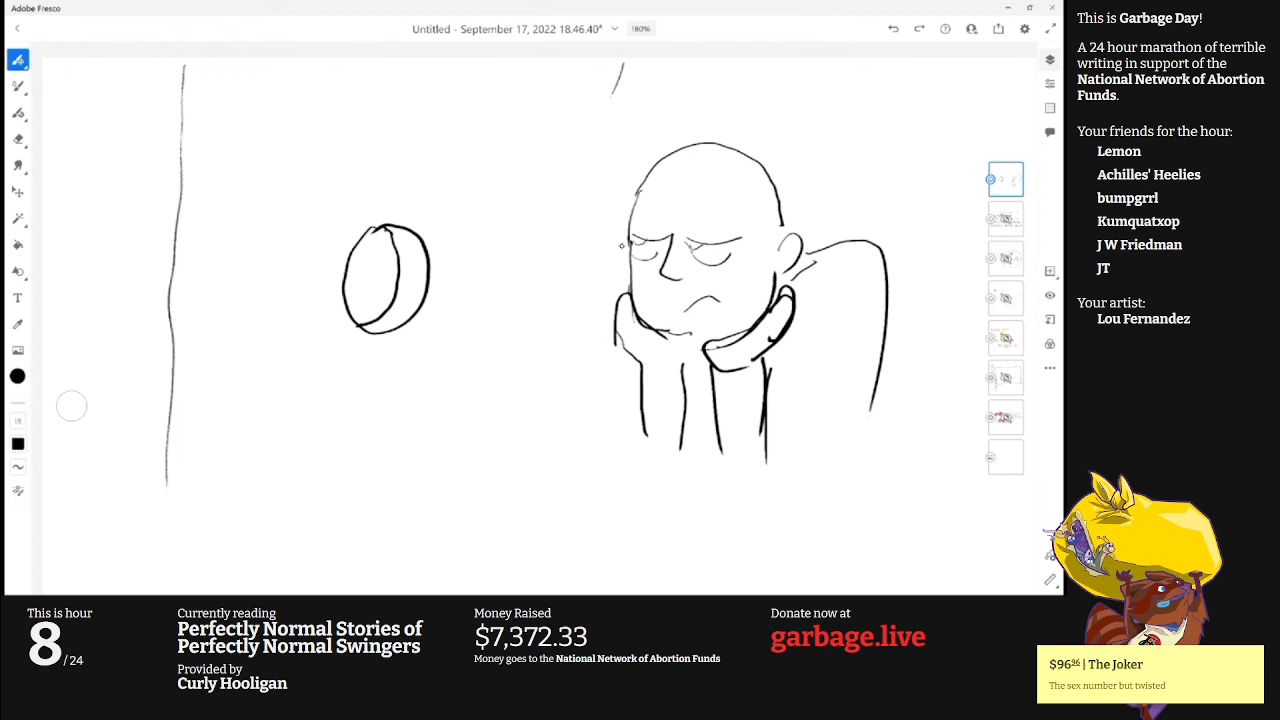 Adobe Fresco
Untitled - September 17, 2022 18.46.40*
180%
18
This is Garbage Day!
A 24 hour marathon of terrible
writing in support of the
National Network of Abortion
Funds.
Your friends for the hour:
Lemon
Achilles' Heelies
bumpgrrl
Kumquatxop
J W Friedman
JT
Your artist:
Lou Fernandez
This is hour
8 / 24
Currently reading
Perfectly Normal Stories of
Perfectly Normal Swingers
Provided by
Curly Hooligan
Money Raised
$7,372.33
Money goes to the National Network of Abortion Funds
Donate now at
garbage.live
$96⁹⁶ | The Joker
The sex number but twisted